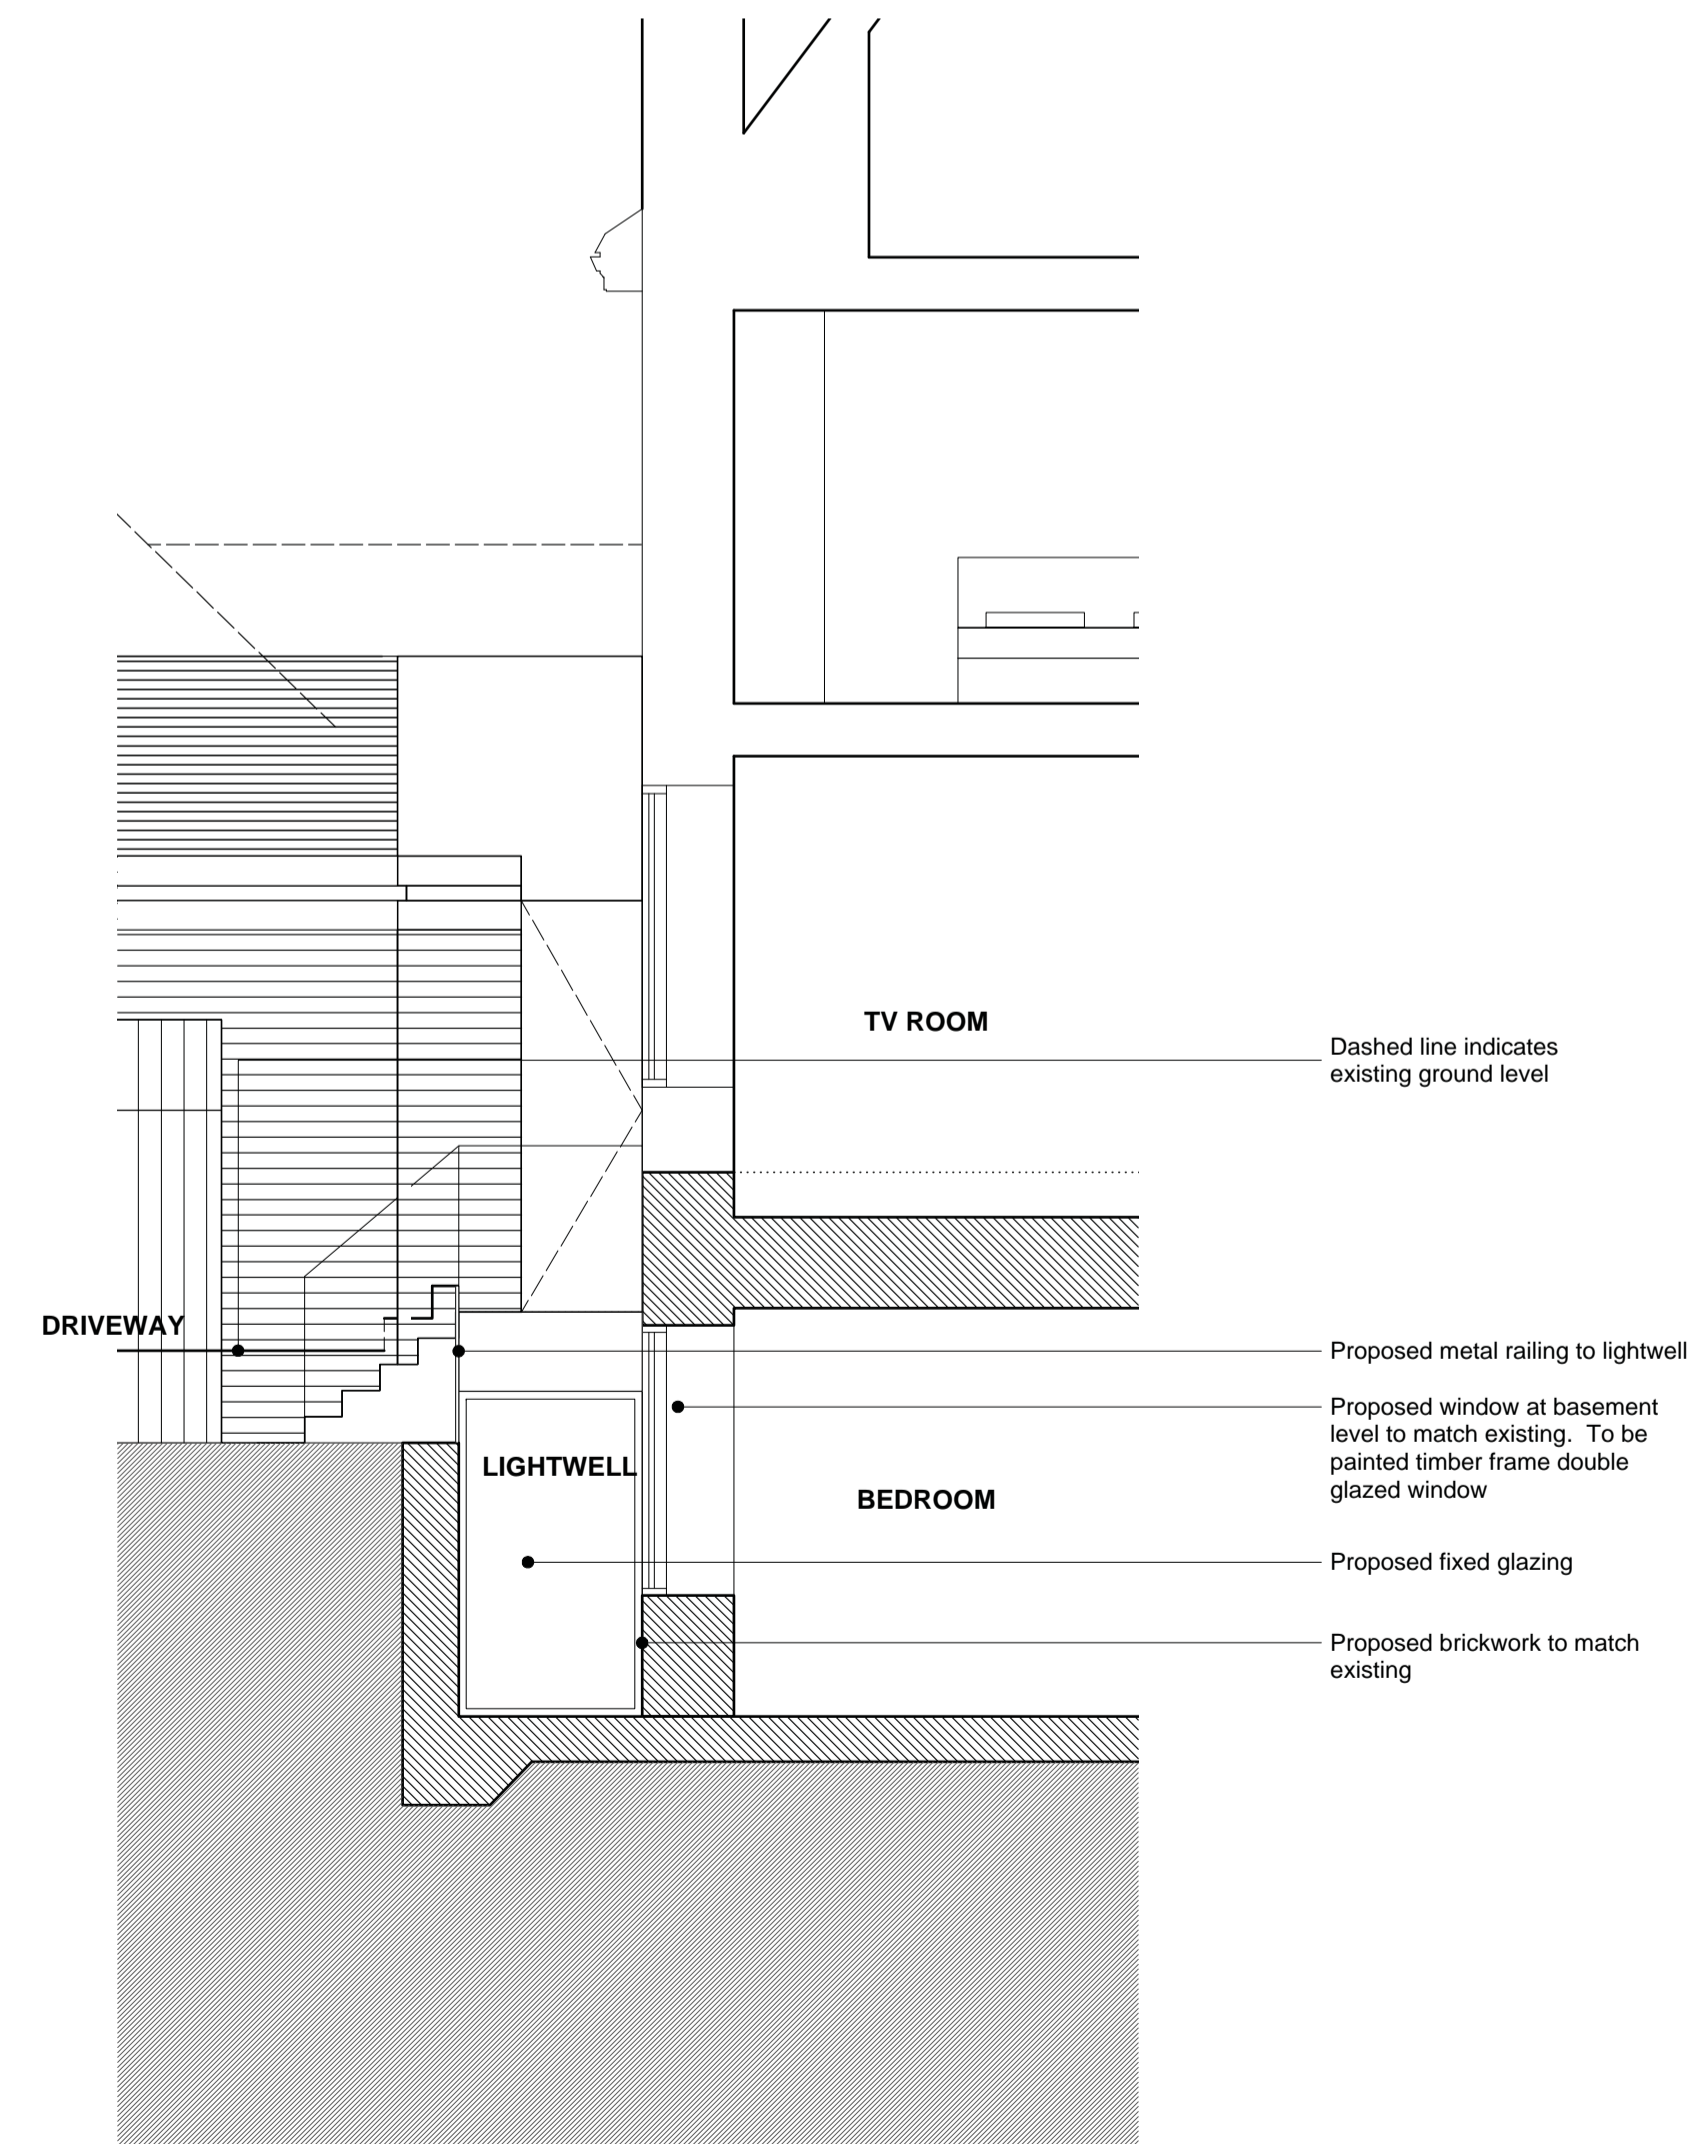 TV ROOM
Dashed line indicates
existing ground level
DRIVEWAY
Proposed metal railing to lightwell
Proposed window at basement
level to match existing.  To be
painted timber frame double
glazed window
LIGHTWELL
BEDROOM
Proposed fixed glazing
Proposed brickwork to match
existing